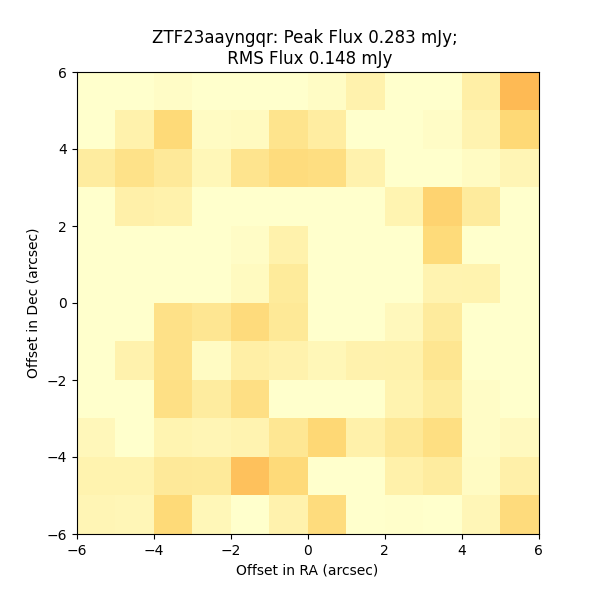 ZTF23aayngqr: Peak Flux 0.283 mJy;
RMS Flux 0.148 mJy
6
4
2
0
−2
−4
−6
Offset in Dec (arcsec)
−6 −4 −2 0 2 4 6
Offset in RA (arcsec)